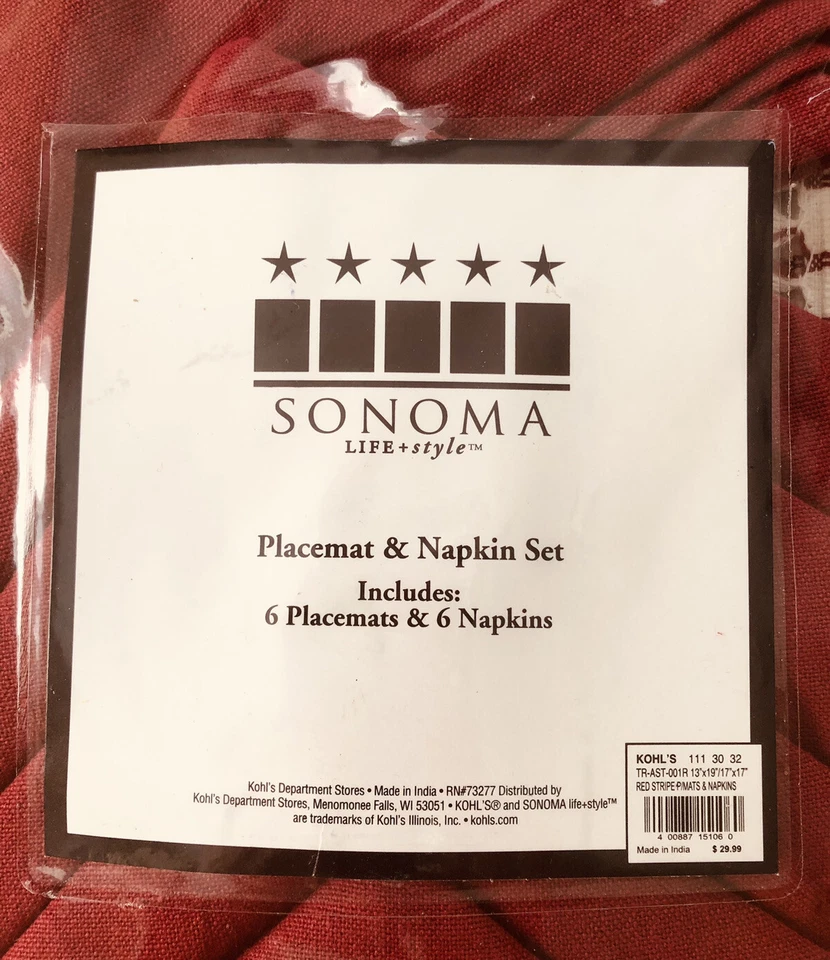 SONOMA
LIFE+style™
Placemat & Napkin Set
Includes:
6 Placemats & 6 Napkins
Kohl's Department Stores • Made in India • RN#73277 Distributed by
Kohl's Department Stores, Menomonee Falls, WI 53051 • KOHL'S® and SONOMA life+style™
are trademarks of Kohl's Illinois, Inc. • kohls.com
KOHL'S 111 30 32
TR-AST-001R 13"x19"/17"x17"
RED STRIPE P/MATS & NAPKINS
4 00887 15106 0
Made in India $ 29.99